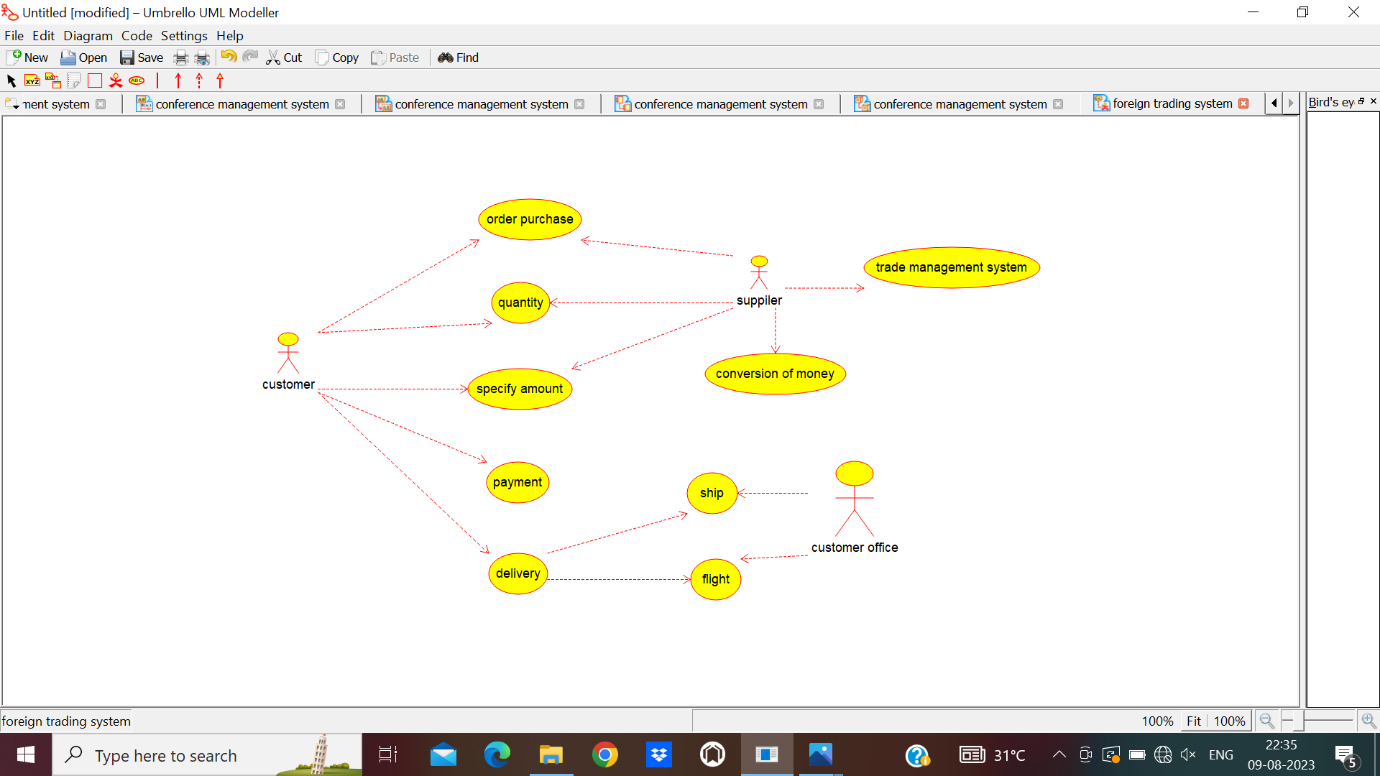 Untitled [modified] – Umbrello UML Modeller
File Edit Diagram Code Settings Help
New Open Save Cut Copy Paste Find
XYZ ABC
ment system conference management system conference management system conference management system conference management system foreign trading system Bird's ey
order purchase
trade management system
quantity
suppiler
conversion of money
customer
specify amount
payment
ship
customer office
delivery
flight
foreign trading system 100% Fit 100%
Type here to search 31°C ENG
22:35
09-08-2023
5